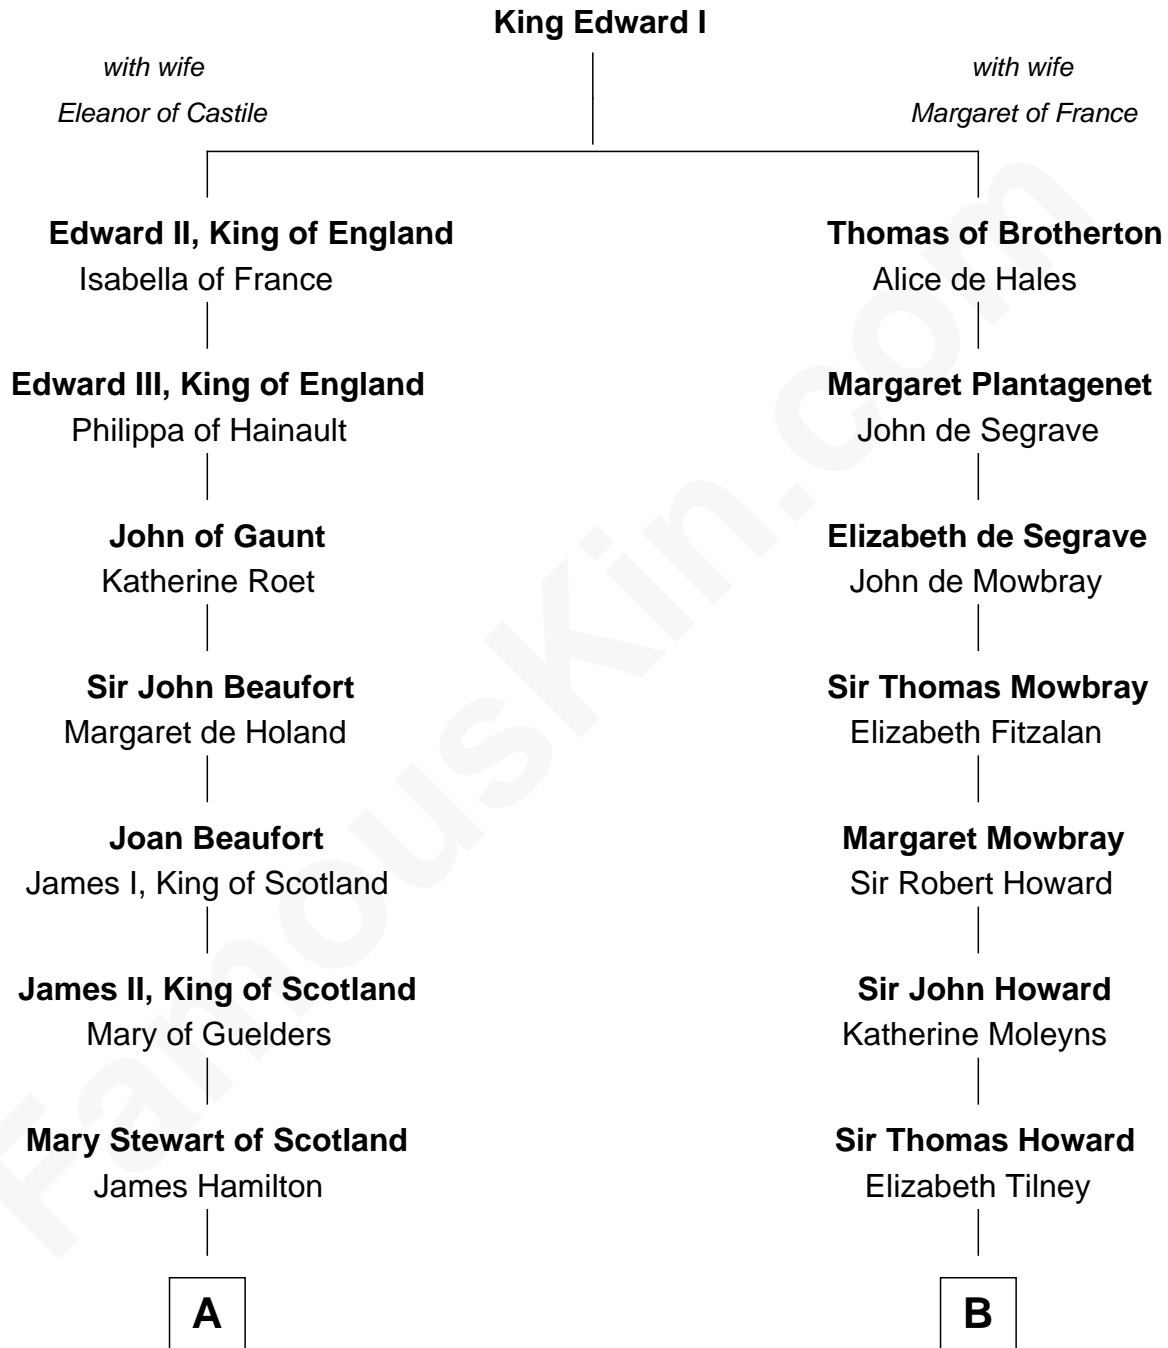 King Edward I
with wife
Eleanor of Castile
with wife
Margaret of France
Edward II, King of England
Isabella of France
Thomas of Brotherton
Alice de Hales
Edward III, King of England
Philippa of Hainault
Margaret Plantagenet
John de Segrave
John of Gaunt
Katherine Roet
Elizabeth de Segrave
John de Mowbray
Sir John Beaufort
Margaret de Holand
Sir Thomas Mowbray
Elizabeth Fitzalan
Joan Beaufort
James I, King of Scotland
Margaret Mowbray
Sir Robert Howard
James II, King of Scotland
Mary of Guelders
Sir John Howard
Katherine Moleyns
Mary Stewart of Scotland
James Hamilton
Sir Thomas Howard
Elizabeth Tilney
A
B
FamousKin.com